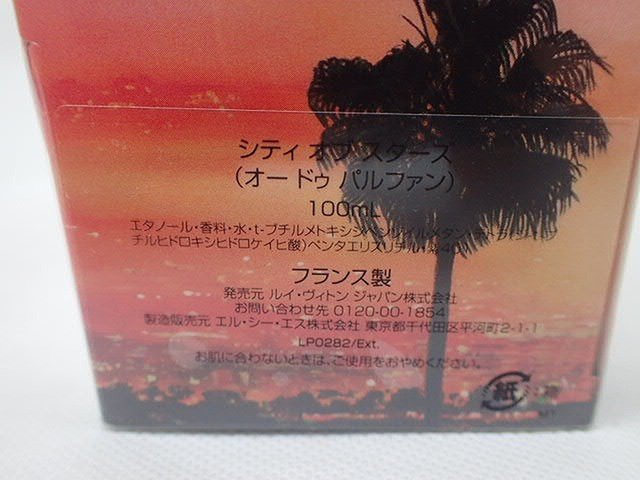 シティ オブ スターズ
(オー ドゥ パルファン)
100mL
エタノール・香料・水・t-ブチルメトキシジベンゾイルメタン・テトラ(ジ-t-ブ
チルヒドロキシヒドロケイヒ酸)ペンタエリスリチル
フランス製
発売元 ルイ・ヴィトン ジャパン株式会社
お問い合わせ先 0120-00-1854
製造販売元 エル・シー・エス株式会社 東京都千代田区平河町2-1-1
LP0282/Ext.
お肌に合わないときは、ご使用をおやめください。
紙